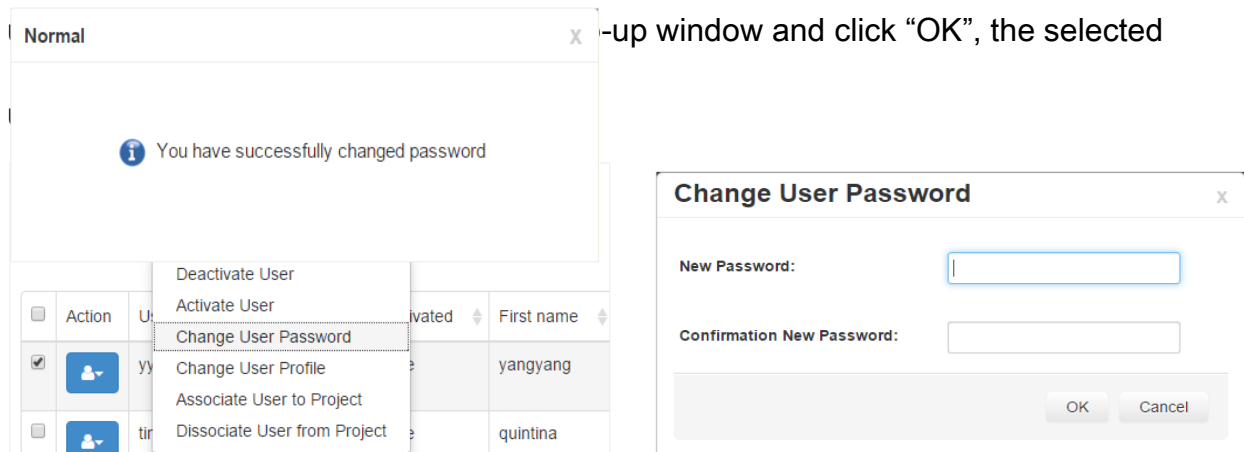 -up window and click “OK”, the selected
Normal
x
You have successfully changed password
Deactivate User
Activate User
Change User Password
Change User Profile
Associate User to Project
Dissociate User from Project
Action
First name
yangyang
quintina
Change User Password
x
New Password:
Confirmation New Password:
OK Cancel